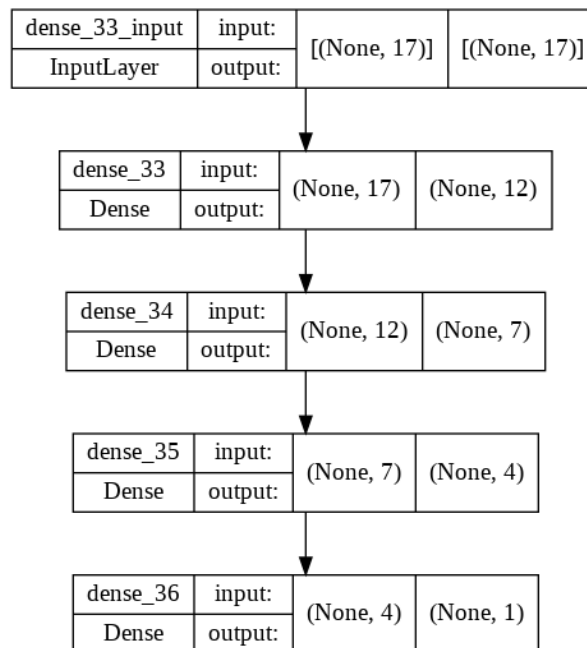 dense_33_input input: [(None, 17)] [(None, 17)]
InputLayer output:
dense_33 input: (None, 17) (None, 12)
Dense output:
dense_34 input: (None, 12) (None, 7)
Dense output:
dense_35 input: (None, 7) (None, 4)
Dense output:
dense_36 input: (None, 4) (None, 1)
Dense output: